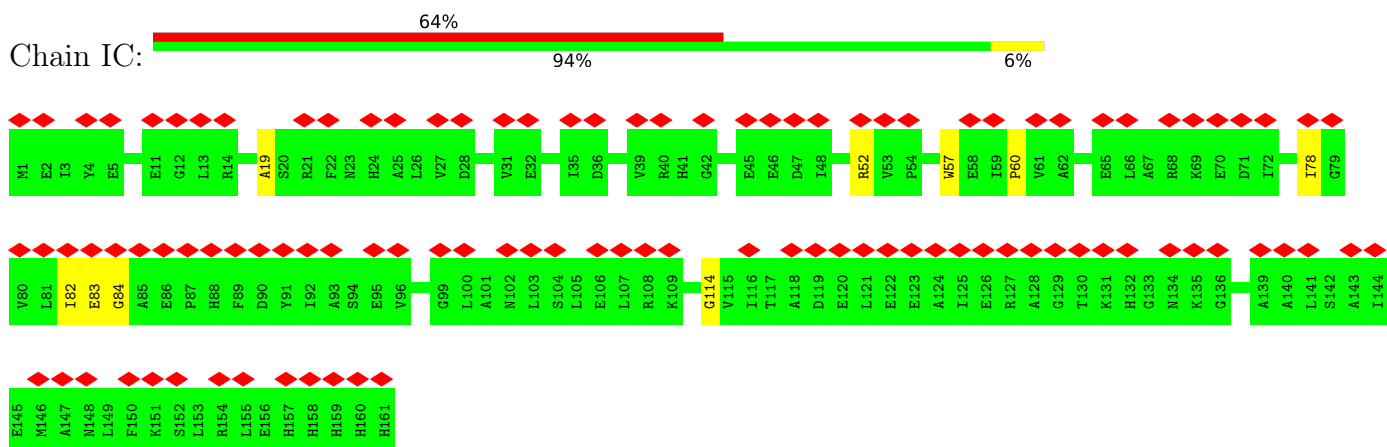 64%
Chain IC:
94% 6%
M1 E2 I3 Y4 E5 E11 G12 L13 R14 A19 S20 R21 F22 N23 H24 A25 L26 V27 D28 V31 E32 I35 D36 V39 R40 H41 G42 E45 E46 D47 I48 R52 V53 P54 W57 E58 I59 P60 V61 A62 E65 L66 A67 R68 K69 E70 D71 I72 I78 G79
V80 L81 I82 E83 G84 A85 E86 P87 H88 F89 D90 Y91 I92 A93 S94 E95 V96 G99 L100 A101 N102 L103 S104 L105 E106 L107 R108 K109 G114 V115 I116 T117 A118 D119 E120 L121 E122 E123 A124 I125 E126 R127 A128 G129 T130 K131 H132 G133 N134 K135 G136 A139 A140 L141 S142 A143 I144
E145 M146 A147 N148 L149 F150 K151 S152 L153 R154 L155 E156 H157 H158 H159 H160 H161